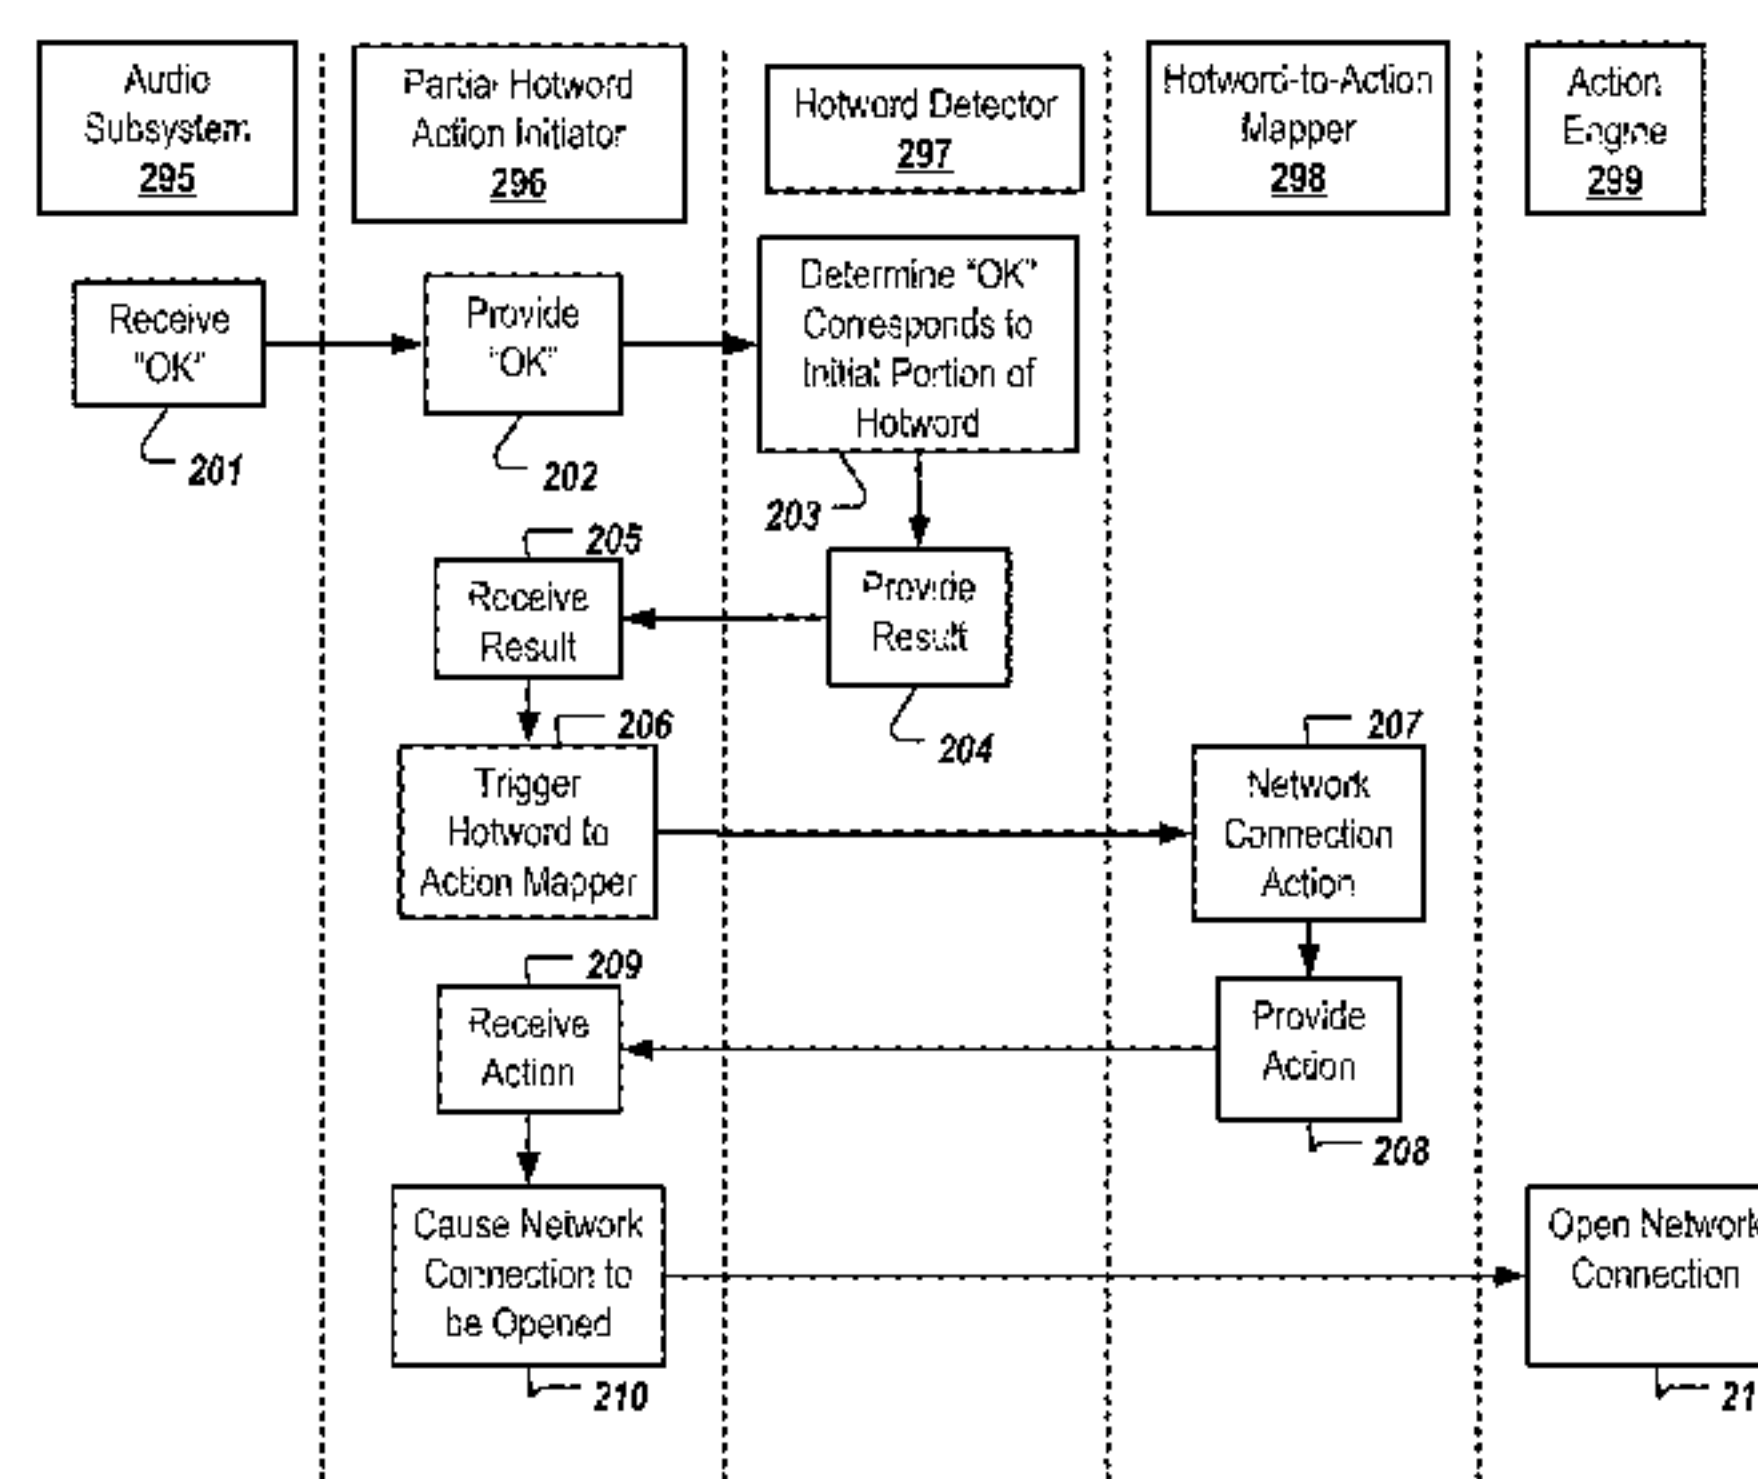 Audio
Subsystem
295
Partial Hotword
Action Initiator
296
Hotword Detector
297
Hotword-to-Action
Mapper
298
Action
Engine
299
Receive
"OK"
201
Provide
"OK"
202
Determine "OK"
Corresponds to
Initial Portion of
Hotword
203
Provide
Result
204
205
Receive
Result
206
Trigger
Hotword to
Action Mapper
207
Network
Connection
Action
Provide
Action
208
209
Receive
Action
Cause Network
Connection to
be Opened
210
Open Network
Connection
21